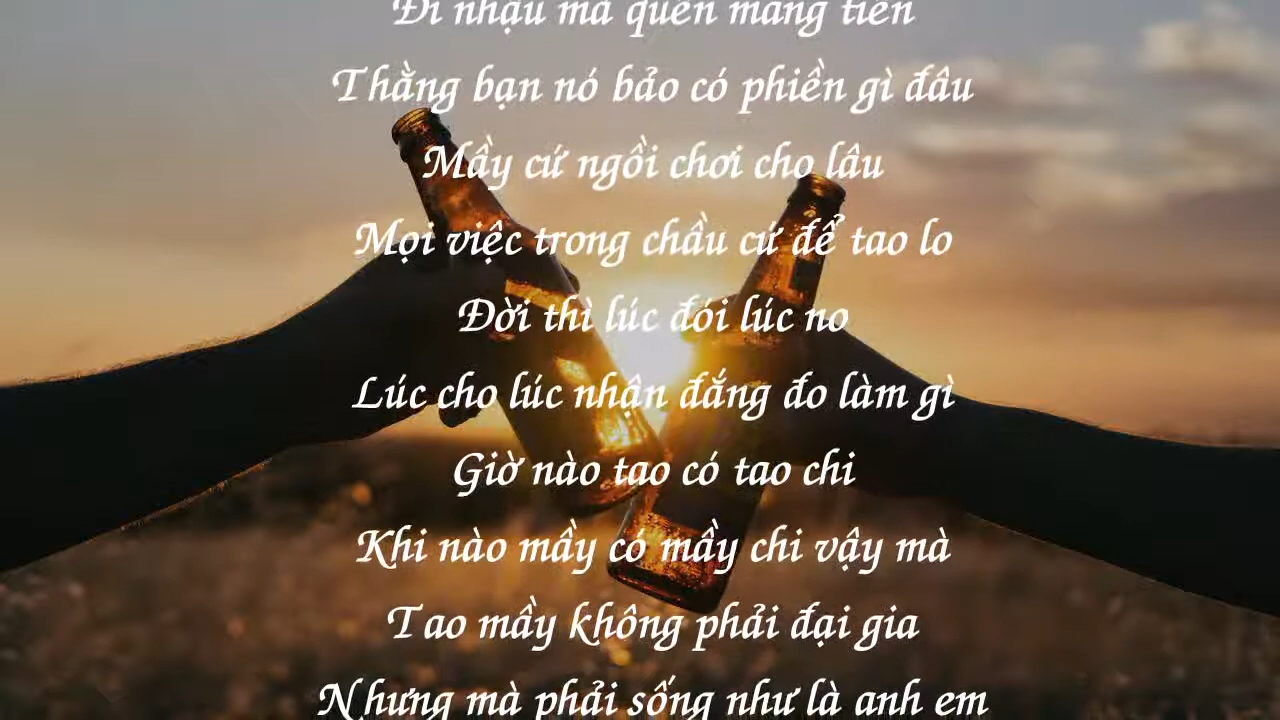 Đi nhậu mà quên mang tiền
Thằng bạn nó bảo có phiền gì đâu
Mầy cứ ngồi chơi cho lâu
Mọi việc trong chầu cứ để tao lo
Đời thì lúc đói lúc no
Lúc cho lúc nhận đắng đo làm gì
Giờ nào tao có tao chi
Khi nào mầy có mầy chi vậy mà
Tao mầy không phải đại gia
Nhưng mà phải sống như là anh em